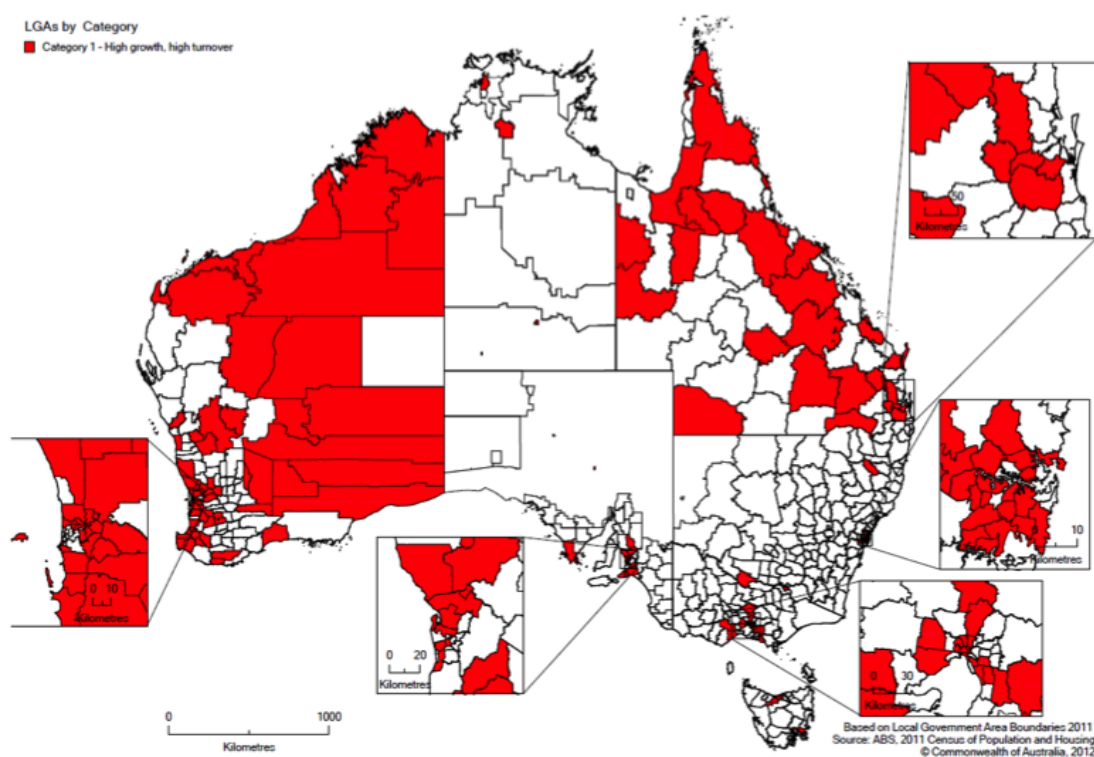 LGAs by Category
Category 1 - High growth, high turnover
50
Kilometres
10
Kilometres
0 10
Kilometres
0 20
Kilometres
0 30
Kilometres
0 1000
Kilometres
Based on Local Government Area Boundaries 2011
Source: ABS, 2011 Census of Population and Housing
© Commonwealth of Australia, 2012